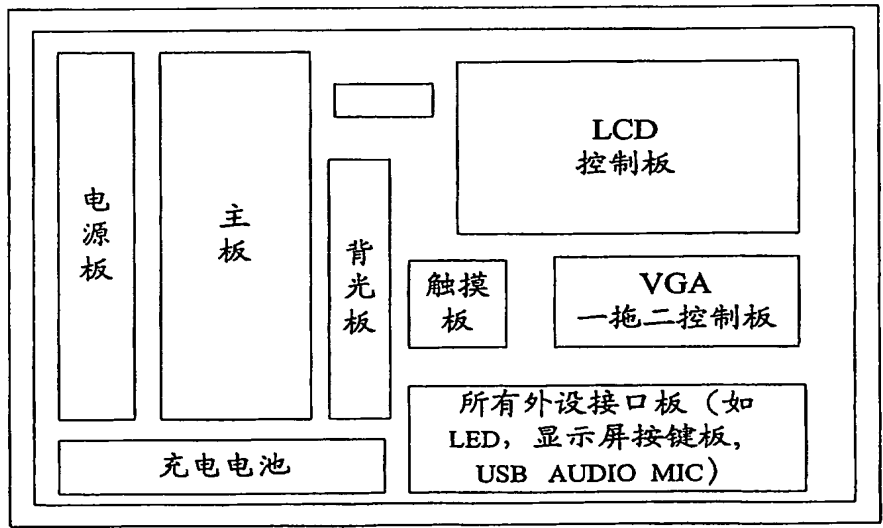 电
源
板
主
板
背
光
板
LCD
控制板
触摸
板
VGA
一拖二控制板
充电电池
所有外设接口板（如
LED，显示屏按键板，
USB AUDIO MIC）